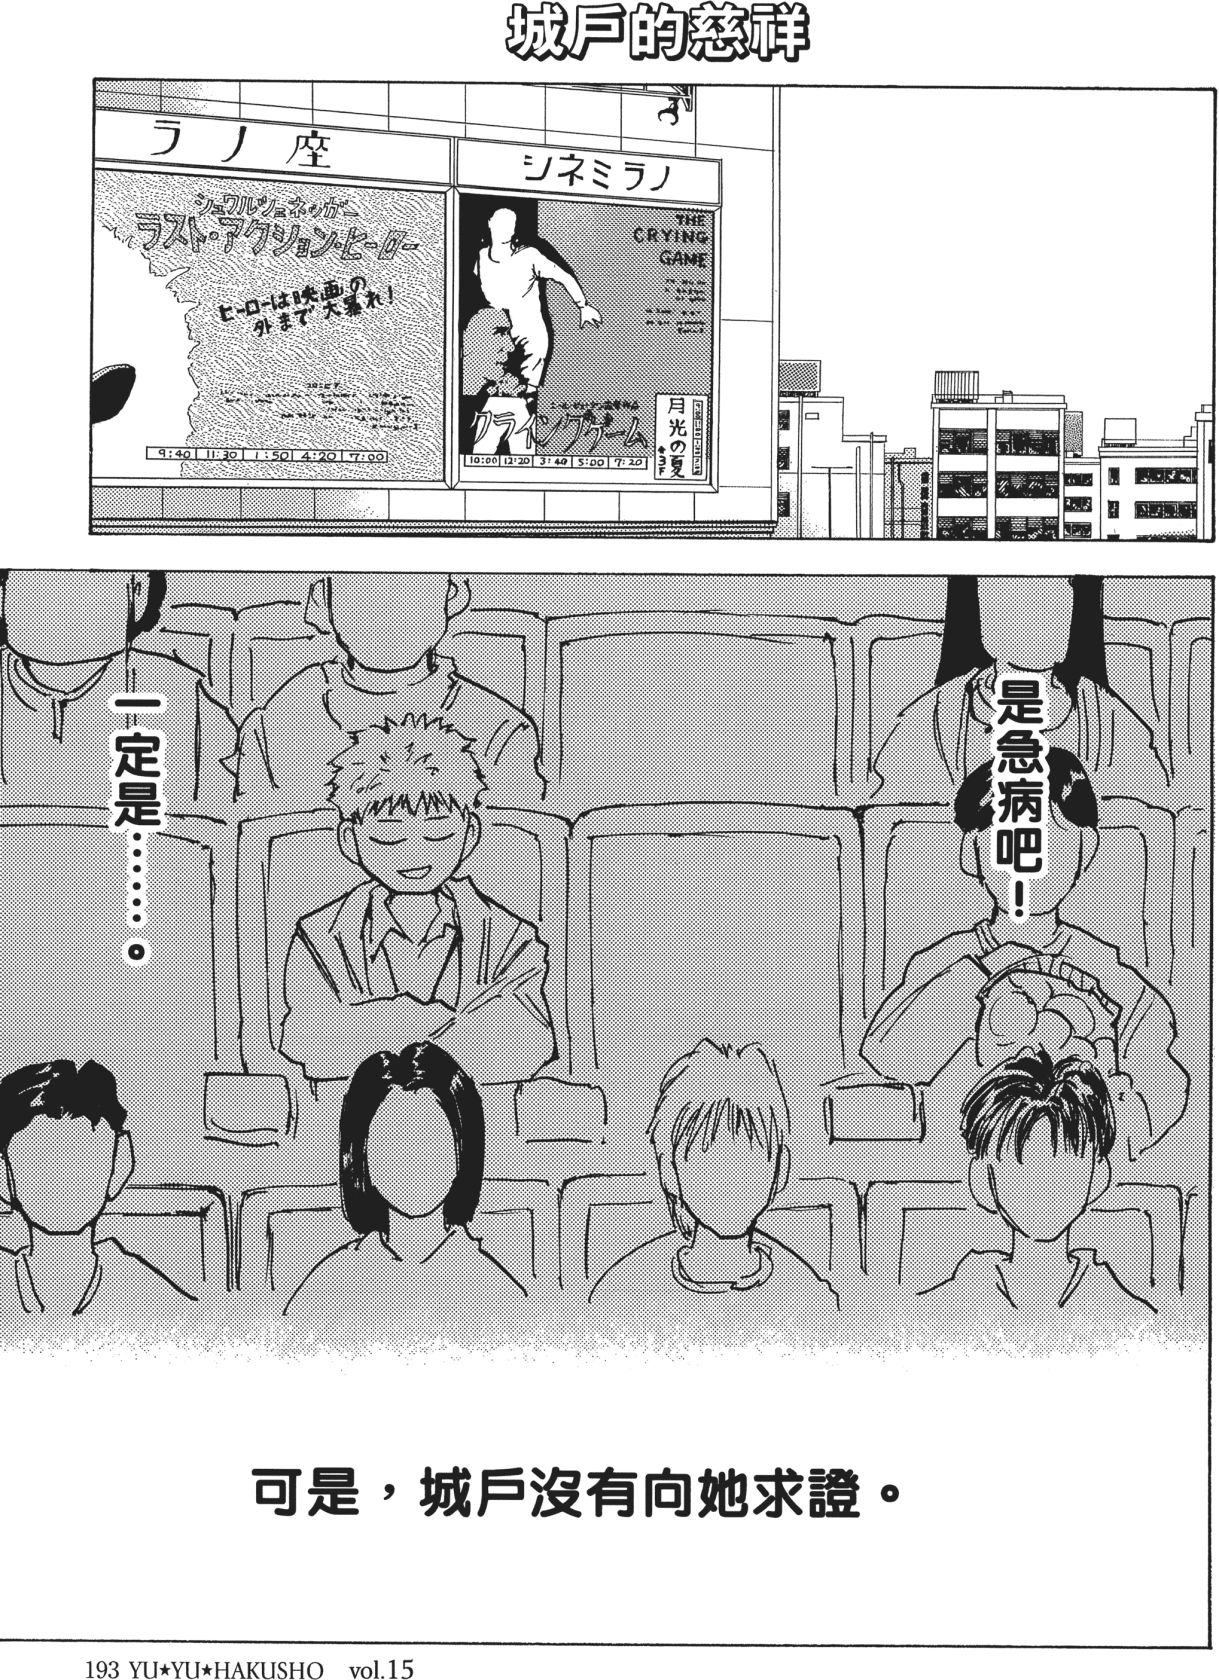 城戶的慈祥
ラノ座
シネミラノ
シュワルツェネッガー
ラスト・アクション・ヒーロー
ヒーローは映画の
外まで大暴れ！
9:40 11:30 1:50 4:20 7:00
THE
CRYING
GAME
クライングゲーム
月光の夏
3F
10:00 12:20 3:40 5:00 7:20
是急病吧！
一定是……。
可是，城戶沒有向她求證。
193 YU★YU★HAKUSHO vol.15